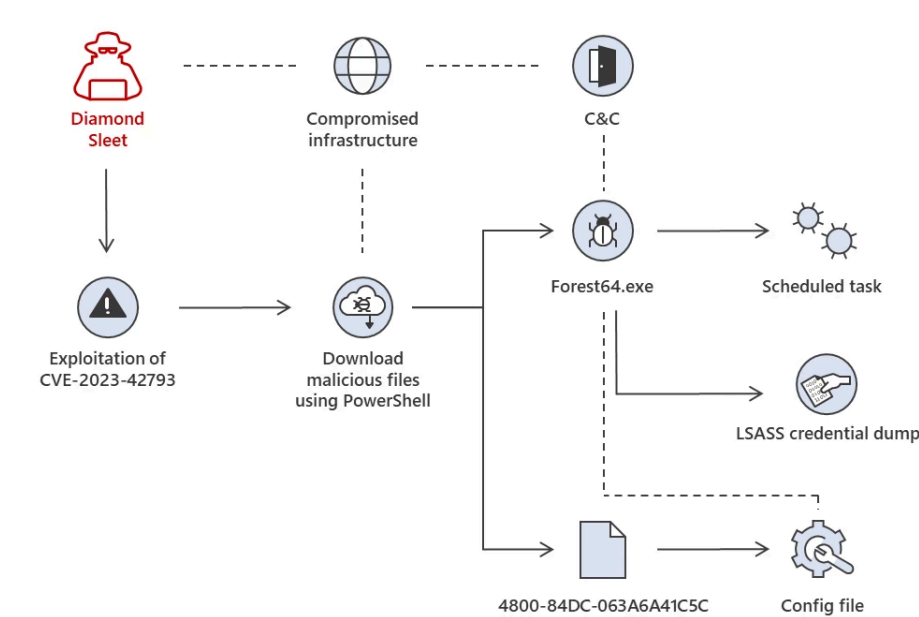 Diamond
Sleet
Compromised
infrastructure
C&C
Forest64.exe
Scheduled task
Exploitation of
CVE-2023-42793
Download
malicious files
using PowerShell
LSASS credential dump
4800-84DC-063A6A41C5C
Config file